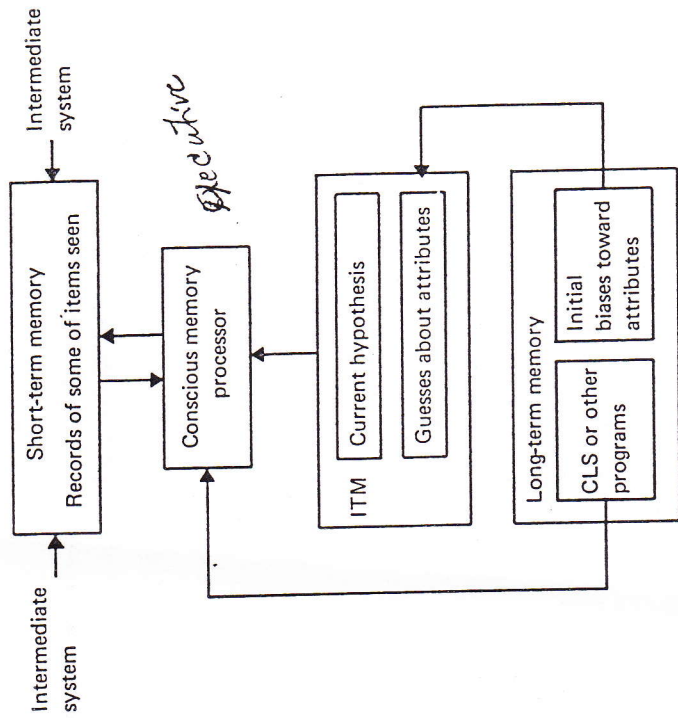 Intermediate
system
Intermediate
system
Short-term memory
Records of some of items seen
Conscious memory
processor
executive
ITM
Current hypothesis
Guesses about attributes
Long-term memory
CLS or other
programs
Initial
biases toward
attributes